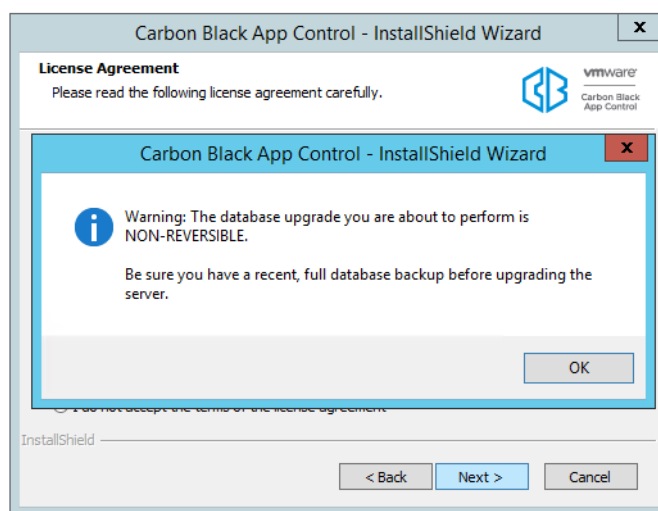 Carbon Black App Control - InstallShield Wizard
x
License Agreement
Please read the following license agreement carefully.
vmware
Carbon Black
App Control
Carbon Black App Control - InstallShield Wizard
x
i
Warning: The database upgrade you are about to perform is
NON-REVERSIBLE.
Be sure you have a recent, full database backup before upgrading the
server.
OK
I do not accept the terms of the license agreement
InstallShield
< Back
Next >
Cancel